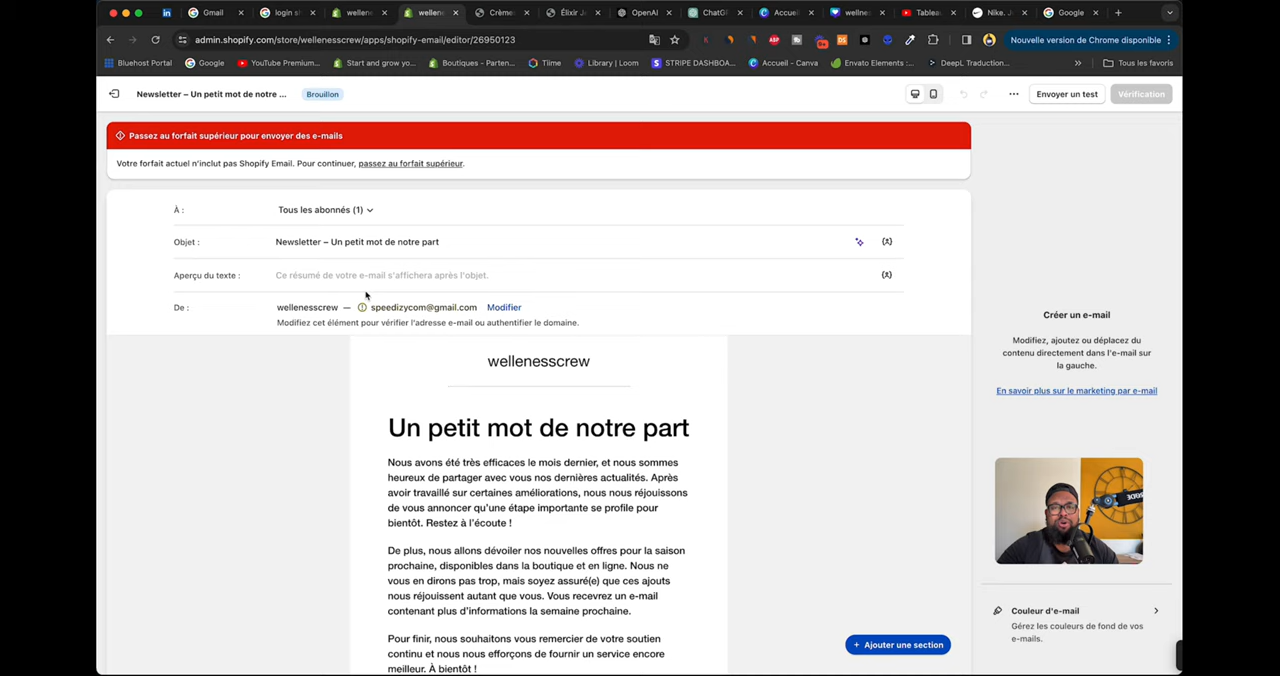 Gmail
login sh
wellene
wellene
Crème
Élixir J
OpenAI
ChatG
Accueil
wellnes
Tableau
Nike. J
Google
admin.shopify.com/store/wellenesscrew/apps/shopify-email/editor/26950123
Nouvelle version de Chrome disponible
Bluehost Portal
Google
YouTube Premium...
Start and grow yo...
Boutiques - Parten...
Tiime
Library | Loom
STRIPE DASHBOA...
Accueil - Canva
Envato Elements :...
DeepL Traduction...
Tous les favoris
Newsletter – Un petit mot de notre ...
Brouillon
Envoyer un test
Vérification
Passez au forfait supérieur pour envoyer des e-mails
Votre forfait actuel n'inclut pas Shopify Email. Pour continuer, passez au forfait supérieur.
À :
Tous les abonnés (1)
Objet :
Newsletter – Un petit mot de notre part
Aperçu du texte :
Ce résumé de votre e-mail s'affichera après l'objet.
De :
wellenesscrew — speedizycom@gmail.com Modifier
Modifiez cet élément pour vérifier l'adresse e-mail ou authentifier le domaine.
wellenesscrew
Un petit mot de notre part
Nous avons été très efficaces le mois dernier, et nous sommes
heureux de partager avec vous nos dernières actualités. Après
avoir travaillé sur certaines améliorations, nous nous réjouissons
de vous annoncer qu'une étape importante se profile pour
bientôt. Restez à l'écoute !
De plus, nous allons dévoiler nos nouvelles offres pour la saison
prochaine, disponibles dans la boutique et en ligne. Nous ne
vous en dirons pas trop, mais soyez assuré(e) que ces ajouts
nous réjouissent autant que vous. Vous recevrez un e-mail
contenant plus d'informations la semaine prochaine.
Pour finir, nous souhaitons vous remercier de votre soutien
continu et nous nous efforçons de fournir un service encore
meilleur. À bientôt !
+ Ajouter une section
Créer un e-mail
Modifiez, ajoutez ou déplacez du
contenu directement dans l'e-mail sur
la gauche.
En savoir plus sur le marketing par e-mail
Couleur d'e-mail
Gérez les couleurs de fond de vos
e-mails.